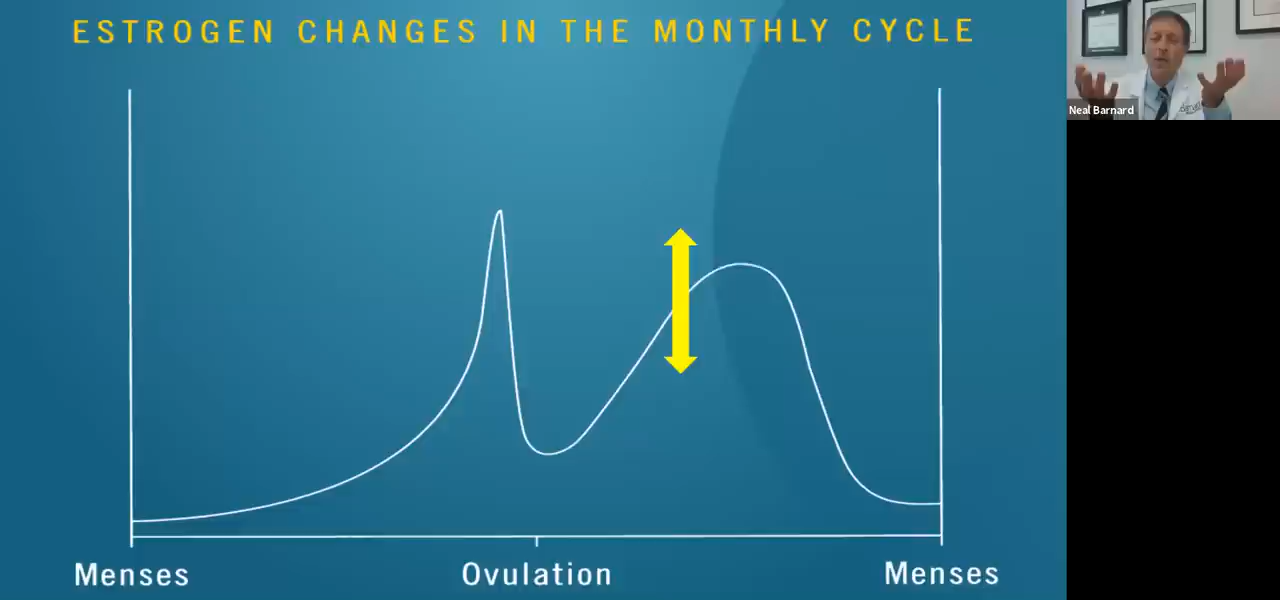 ESTROGEN CHANGES IN THE MONTHLY CYCLE
Neal Barnard
Menses
Ovulation
Menses